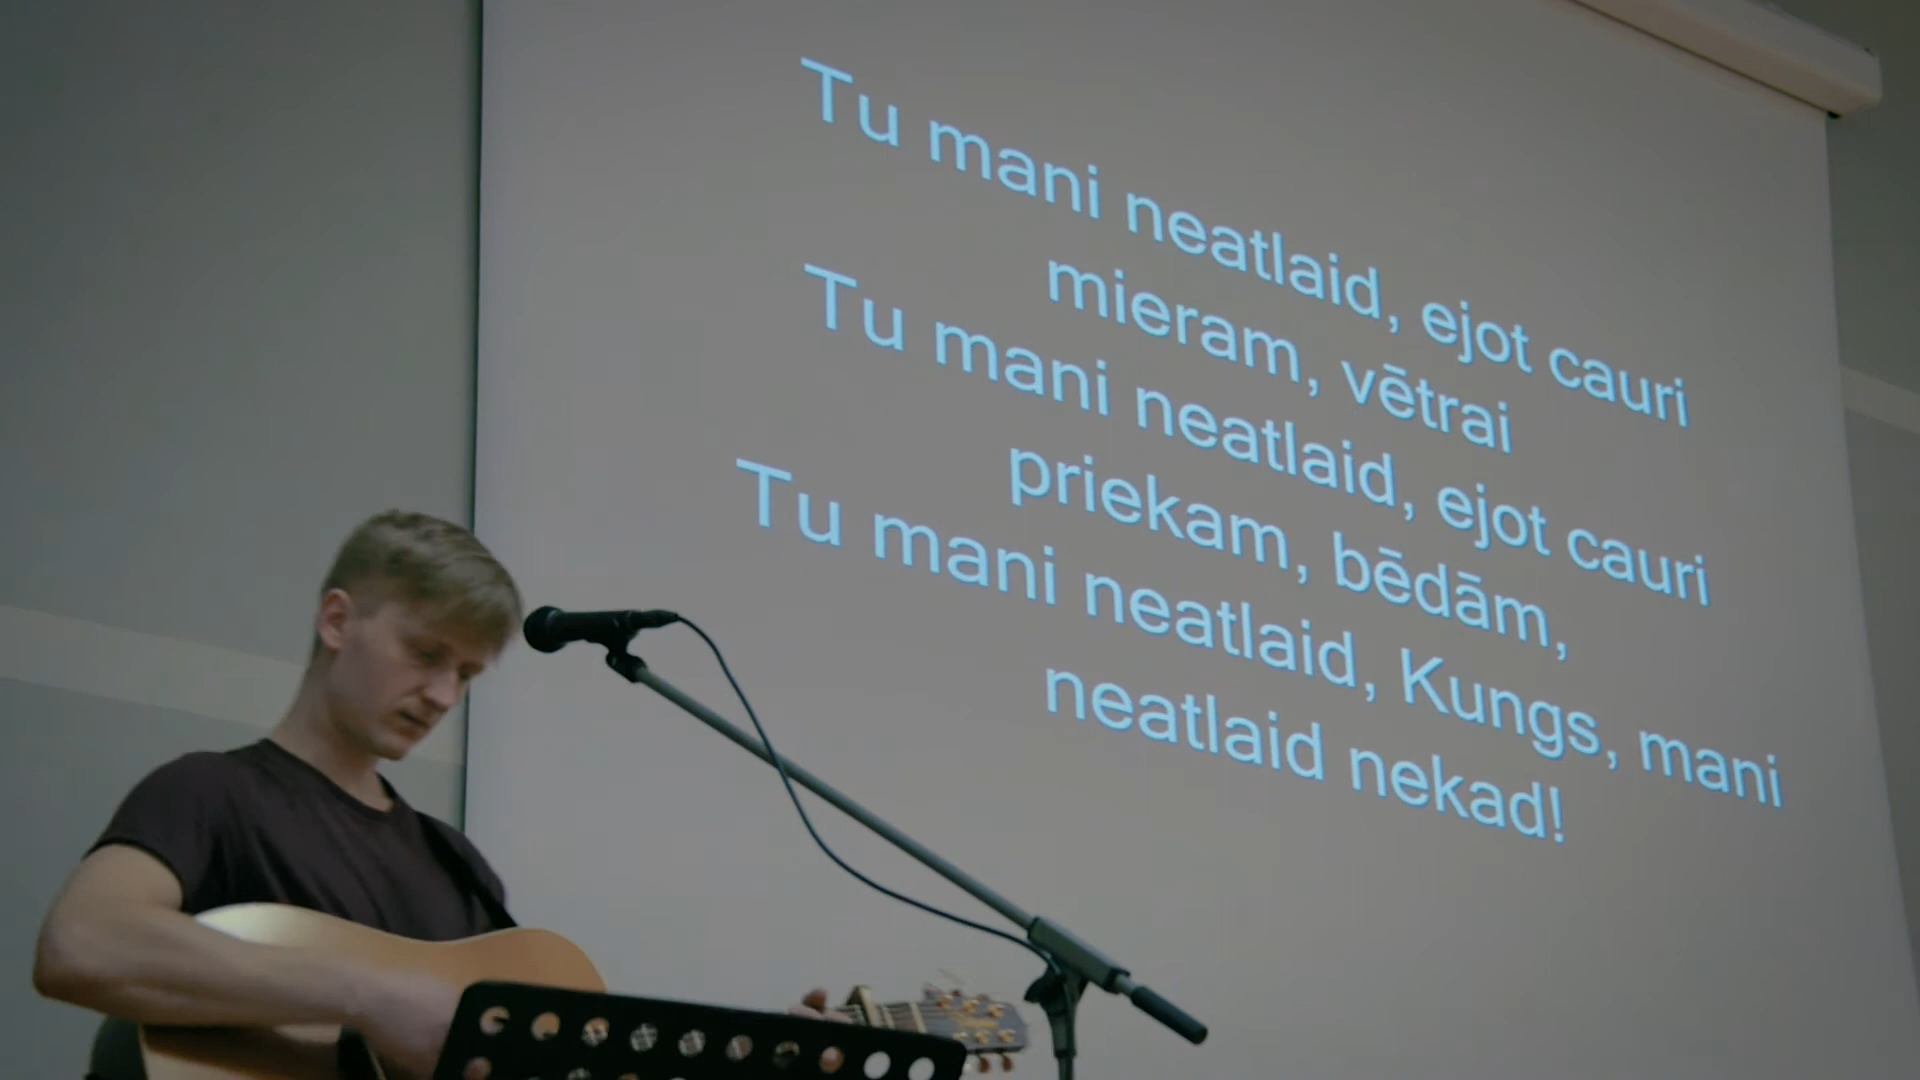 Tu mani neatlaid, ejot cauri
mieram, vētrai
Tu mani neatlaid, ejot cauri
priekam, bēdām,
Tu mani neatlaid, Kungs, mani
neatlaid nekad!